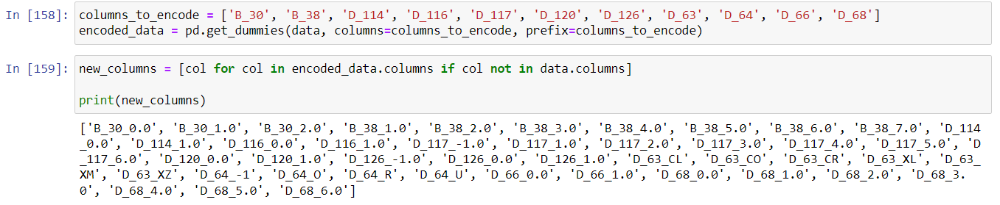 In [158]: columns_to_encode = ['B_30', 'B_38', 'D_114', 'D_116', 'D_117', 'D_120', 'D_126', 'D_63', 'D_64', 'D_66', 'D_68']
encoded_data = pd.get_dummies(data, columns=columns_to_encode, prefix=columns_to_encode)
In [159]: new_columns = [col for col in encoded_data.columns if col not in data.columns]
print(new_columns)
['B_30_0.0', 'B_30_1.0', 'B_30_2.0', 'B_38_1.0', 'B_38_2.0', 'B_38_3.0', 'B_38_4.0', 'B_38_5.0', 'B_38_6.0', 'B_38_7.0', 'D_114
_0.0', 'D_114_1.0', 'D_116_0.0', 'D_116_1.0', 'D_117_-1.0', 'D_117_1.0', 'D_117_2.0', 'D_117_3.0', 'D_117_4.0', 'D_117_5.0', 'D
_117_6.0', 'D_120_0.0', 'D_120_1.0', 'D_126_-1.0', 'D_126_0.0', 'D_126_1.0', 'D_63_CL', 'D_63_CO', 'D_63_CR', 'D_63_XL', 'D_63_
XM', 'D_63_XZ', 'D_64_-1', 'D_64_O', 'D_64_R', 'D_64_U', 'D_66_0.0', 'D_66_1.0', 'D_68_0.0', 'D_68_1.0', 'D_68_2.0', 'D_68_3.
0', 'D_68_4.0', 'D_68_5.0', 'D_68_6.0']